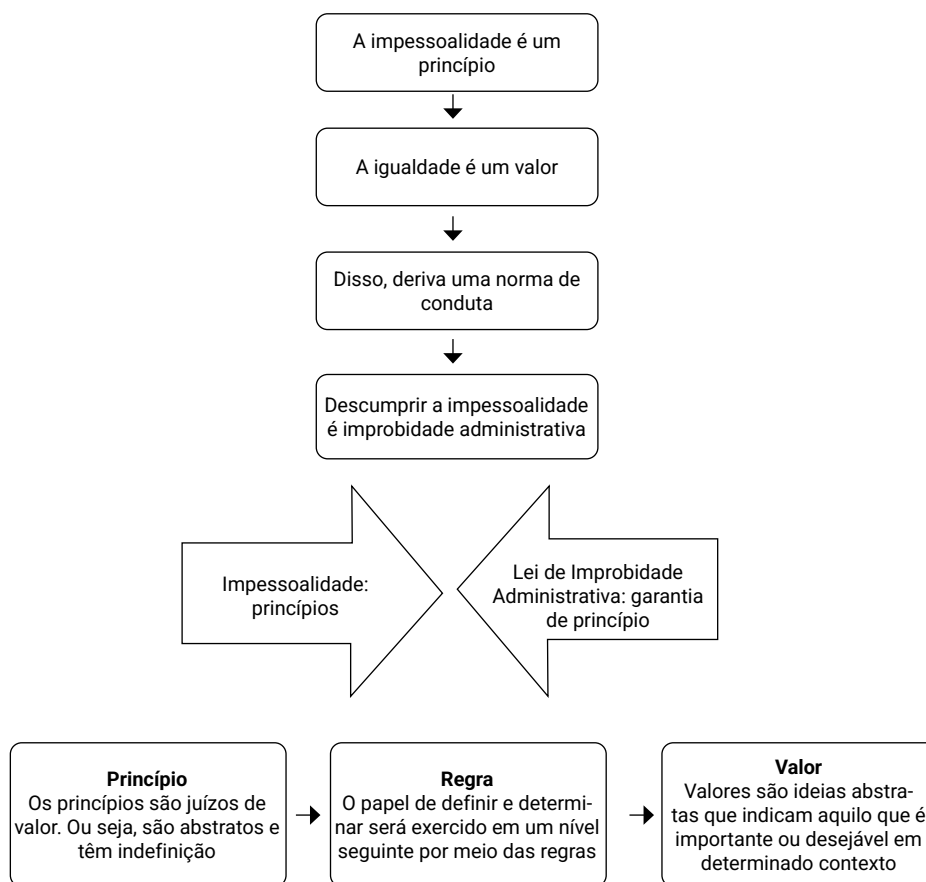 A impessoalidade é um
princípio
A igualdade é um valor
Disso, deriva uma norma de
conduta
Descumprir a impessoalidade
é improbidade administrativa
Impessoalidade:
princípios
Lei de Improbidade
Administrativa: garantia
de princípio
Princípio
Os princípios são juízos de
valor. Ou seja, são abstratos e
têm indefinição
Regra
O papel de definir e determi-
nar será exercido em um nível
seguinte por meio das regras
Valor
Valores são ideias abstra-
tas que indicam aquilo que é
importante ou desejável em
determinado contexto